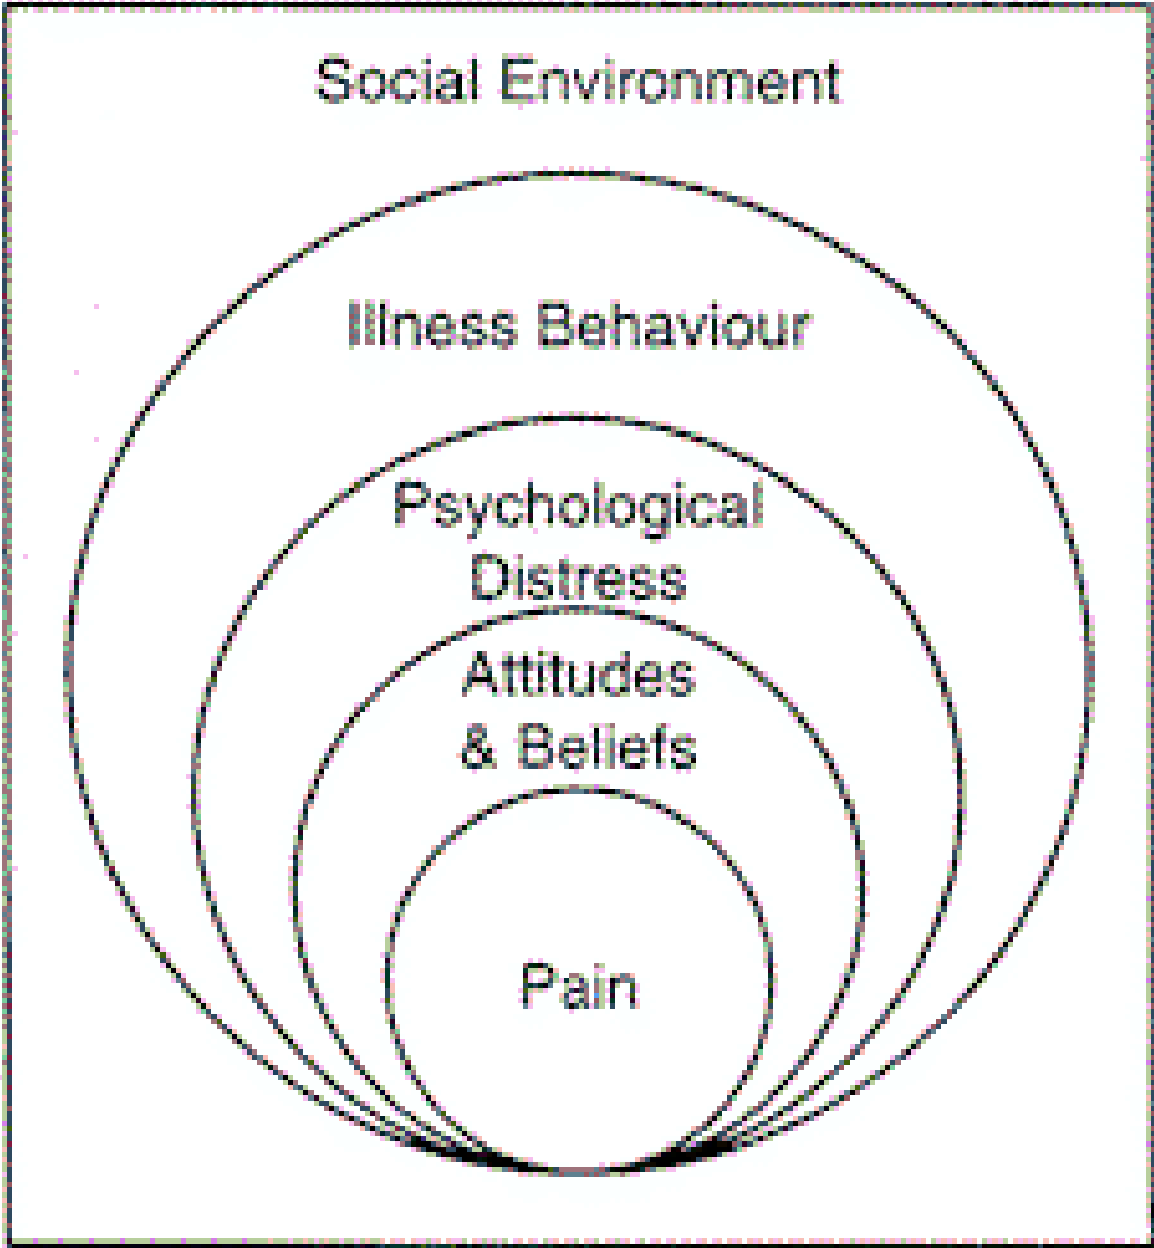 Social Environment
Illness Behaviour
Psychological
Distress
Attitudes
& Beliefs
Pain